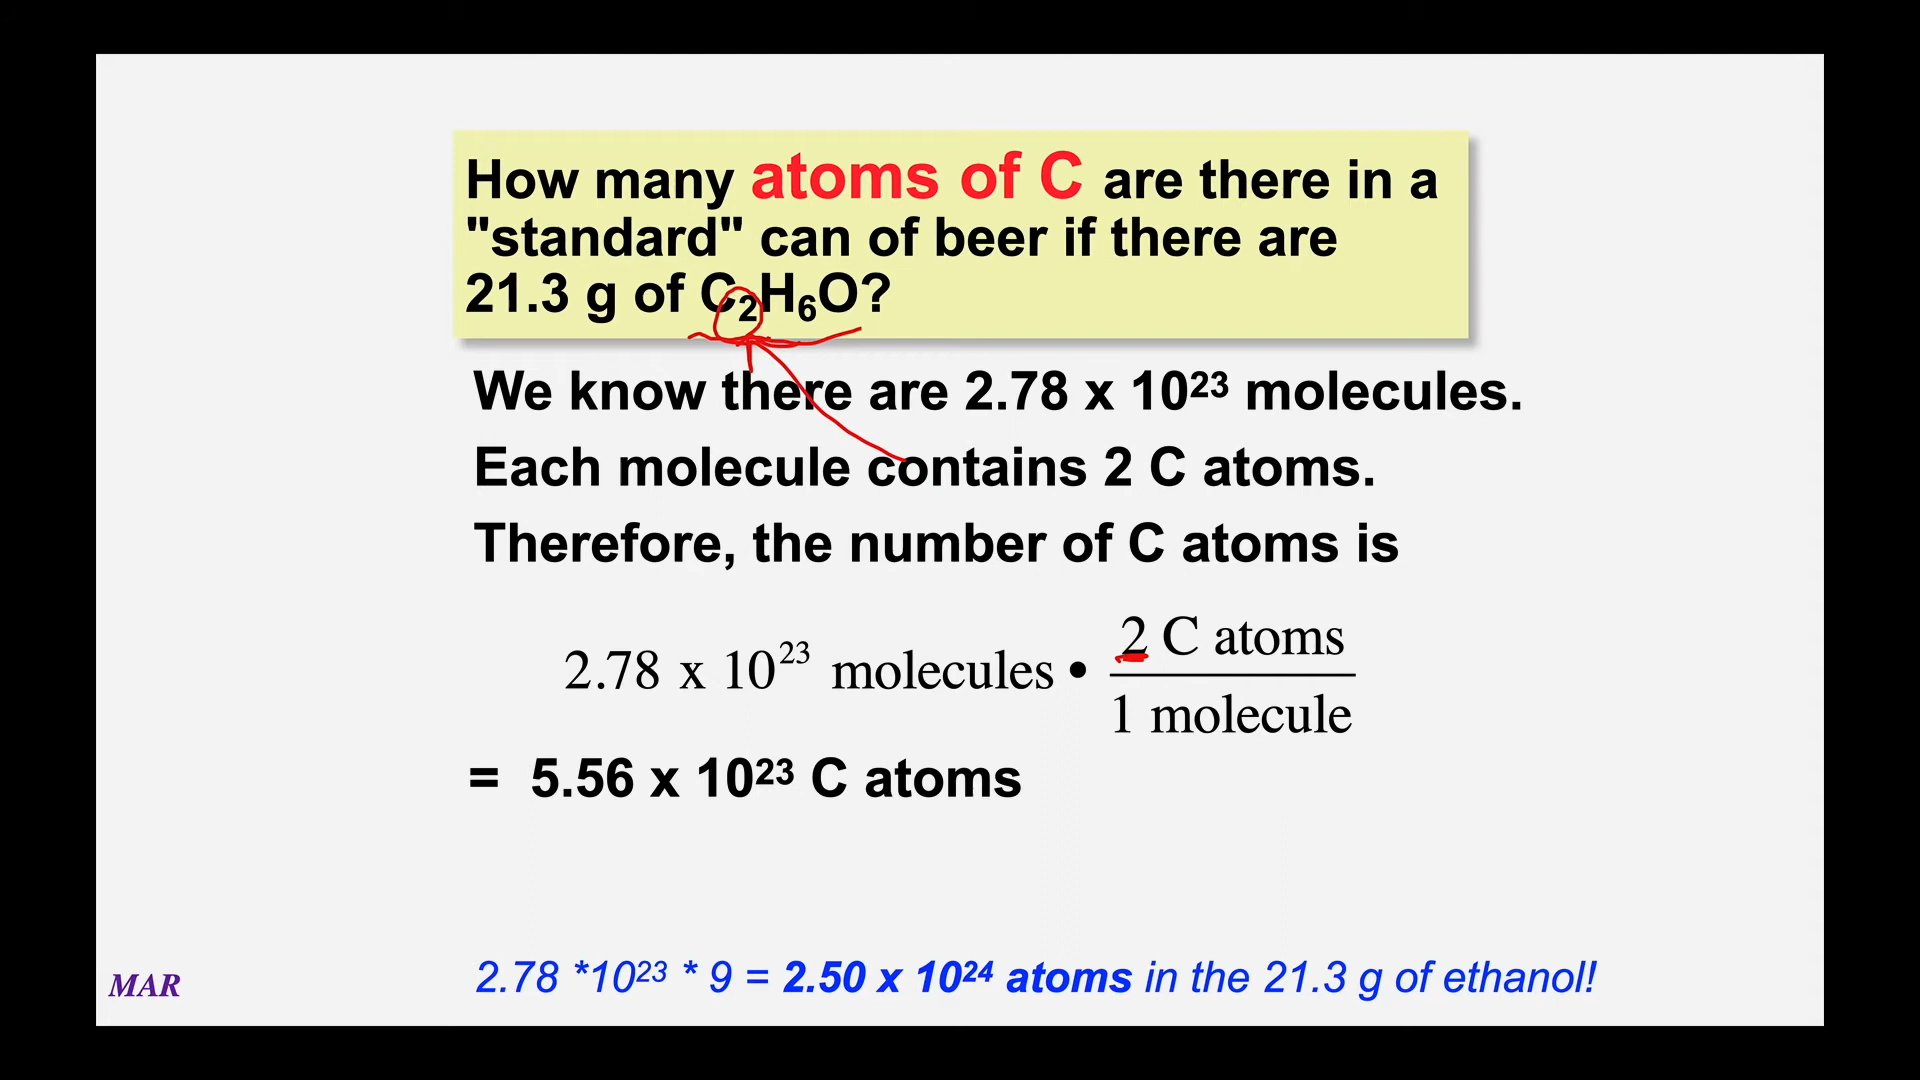 How many atoms of C are there in a
"standard" can of beer if there are
21.3 g of C₂H₆O?
We know there are 2.78 x 10²³ molecules.
Each molecule contains 2 C atoms.
Therefore, the number of C atoms is
2.78 x 10²³ molecules • 2 C atoms / 1 molecule
= 5.56 x 10²³ C atoms
MAR
2.78 *10²³ * 9 = 2.50 x 10²⁴ atoms in the 21.3 g of ethanol!